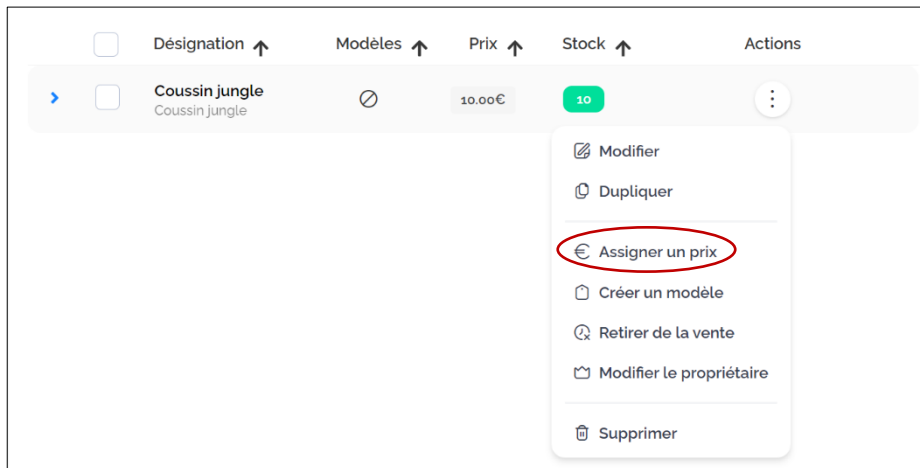 Désignation Modèles Prix Stock Actions
Coussin jungle 10.00€ 10
Coussin jungle
Modifier
Dupliquer
Assigner un prix
Créer un modèle
Retirer de la vente
Modifier le propriétaire
Supprimer